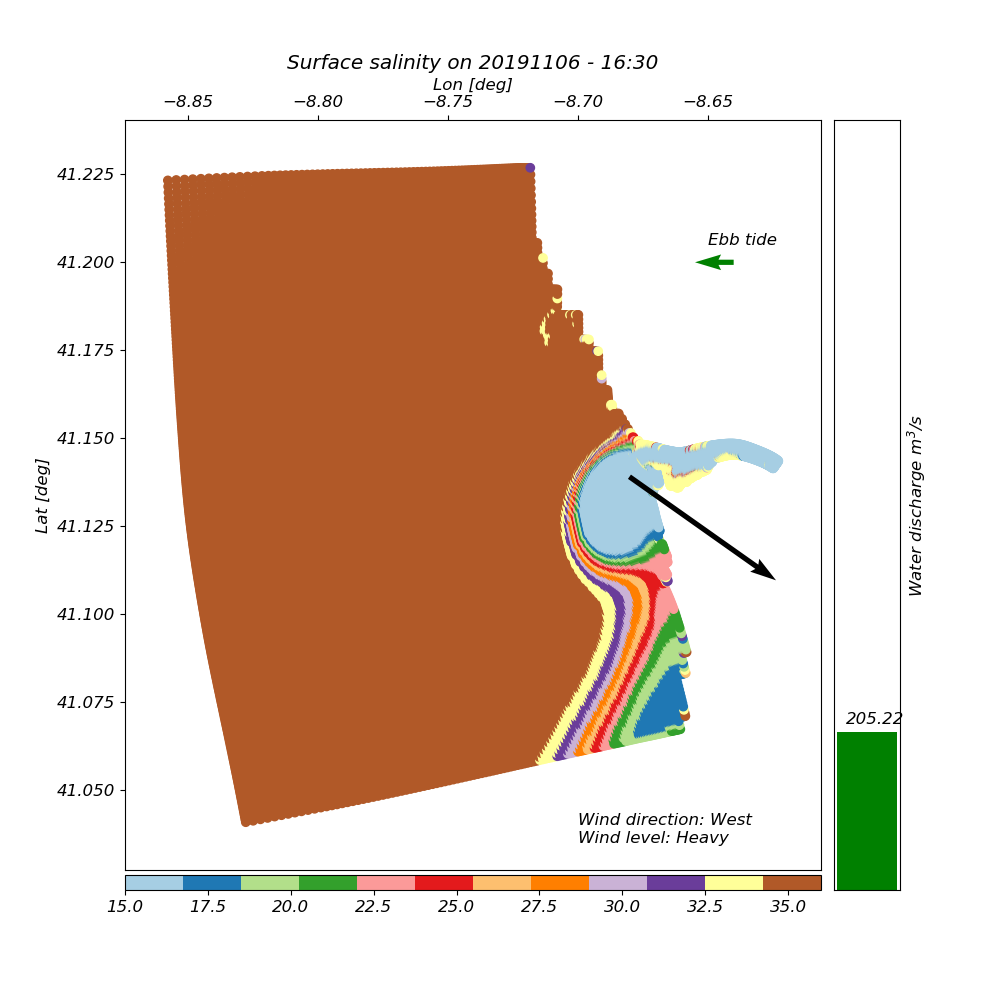 Surface salinity on 20191106 - 16:30
Lon [deg]
−8.85 −8.80 −8.75 −8.70 −8.65
41.225
41.200
41.175
41.150
41.125
41.100
41.075
41.050
Lat [deg]
Ebb tide
Wind direction: West
Wind level: Heavy
15.0 17.5 20.0 22.5 25.0 27.5 30.0 32.5 35.0
205.22
Water discharge m³/s